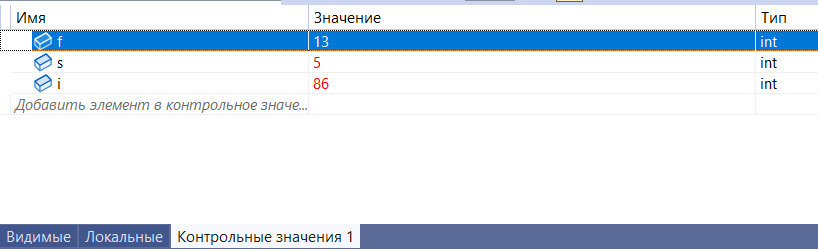 Имя Значение Тип
f 13 int
s 5 int
i 86 int
Добавить элемент в контрольное значе...
Видимые Локальные Контрольные значения 1